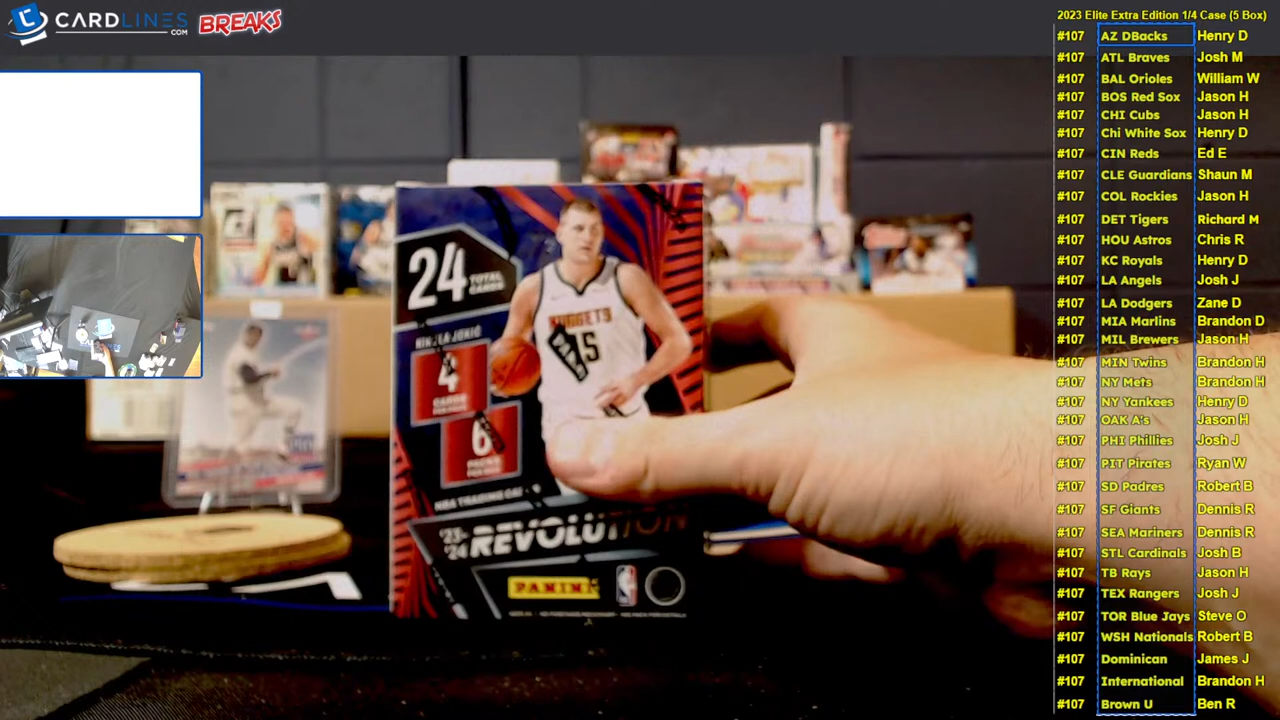 CARDLINES
.COM
BREAKS
24
TOTAL
CARDS
NUGGETS
15
4
6
NBA TRADING CA
'23-
'24 REVOLUTION
PANINI
2023 Elite Extra Edition 1/4 Case (5 Box)
#107 AZ DBacks Henry D
#107 ATL Braves Josh M
#107 BAL Orioles William W
#107 BOS Red Sox Jason H
#107 CHI Cubs Jason H
#107 Chi White Sox Henry D
#107 CIN Reds Ed E
#107 CLE Guardians Shaun M
#107 COL Rockies Jason H
#107 DET Tigers Richard M
#107 HOU Astros Chris R
#107 KC Royals Henry D
#107 LA Angels Josh J
#107 LA Dodgers Zane D
#107 MIA Marlins Brandon D
#107 MIL Brewers Jason H
#107 MIN Twins Brandon H
#107 NY Mets Brandon H
#107 NY Yankees Henry D
#107 OAK A's Jason H
#107 PHI Phillies Josh J
#107 PIT Pirates Ryan W
#107 SD Padres Robert B
#107 SF Giants Dennis R
#107 SEA Mariners Dennis R
#107 STL Cardinals Josh B
#107 TB Rays Jason H
#107 TEX Rangers Josh J
#107 TOR Blue Jays Steve O
#107 WSH Nationals Robert B
#107 Dominican James J
#107 International Brandon H
#107 Brown U Ben R